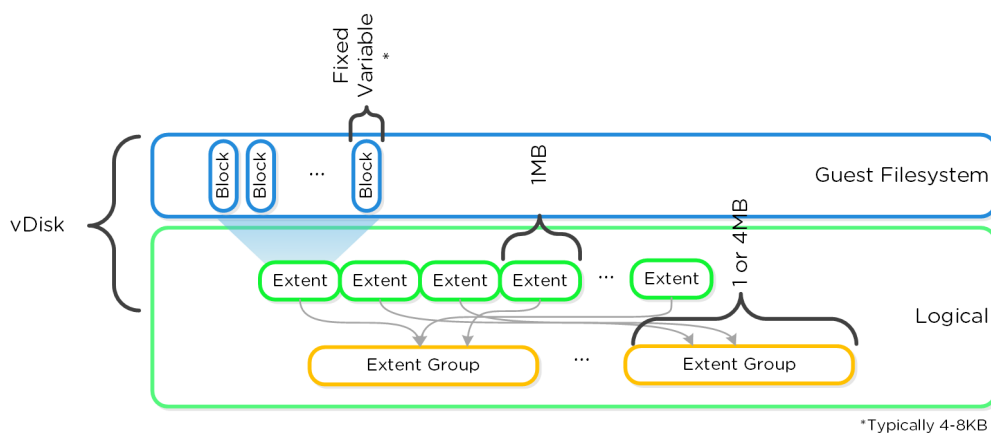 Fixed
Variable
*
Block
Block
...
Block
1MB
Guest Filesystem
vDisk
1 or 4MB
Extent
Extent
Extent
Extent
...
Extent
Logical
Extent Group
...
Extent Group
*Typically 4-8KB